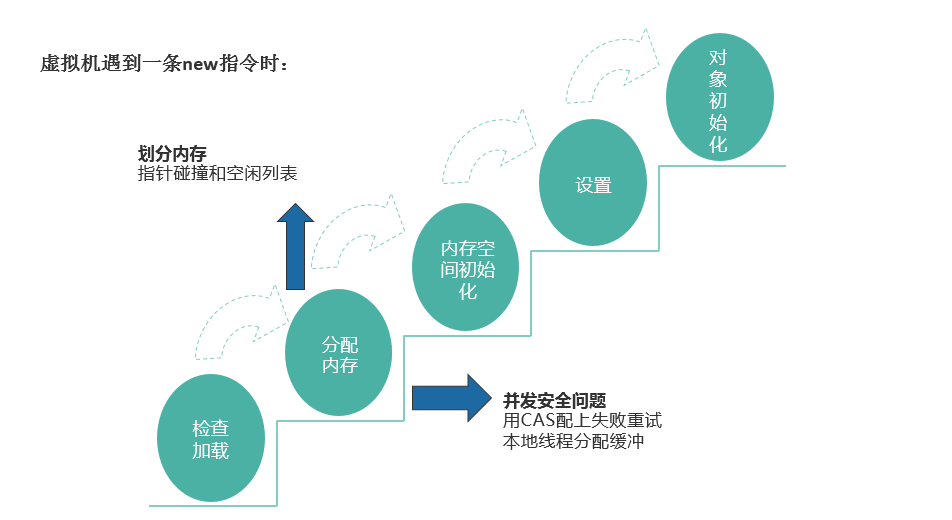 虚拟机遇到一条new指令时：
对
象
初
始
化
划分内存
指针碰撞和空闲列表
设置
内存空
间初始
化
分配
内存
并发安全问题
用CAS配上失败重试
本地线程分配缓冲
检查
加载